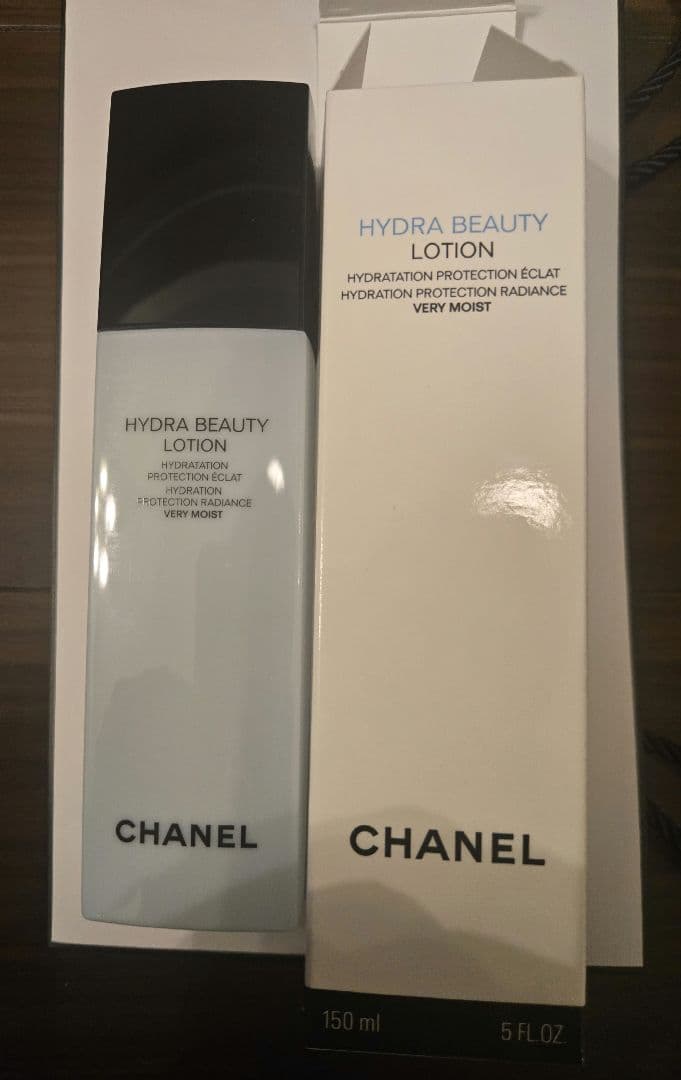 HYDRA BEAUTY
LOTION
HYDRATATION
PROTECTION ÉCLAT
HYDRATION
PROTECTION RADIANCE
VERY MOIST
CHANEL
HYDRA BEAUTY
LOTION
HYDRATATION PROTECTION ÉCLAT
HYDRATION PROTECTION RADIANCE
VERY MOIST
CHANEL
150 ml
5 FL.OZ.